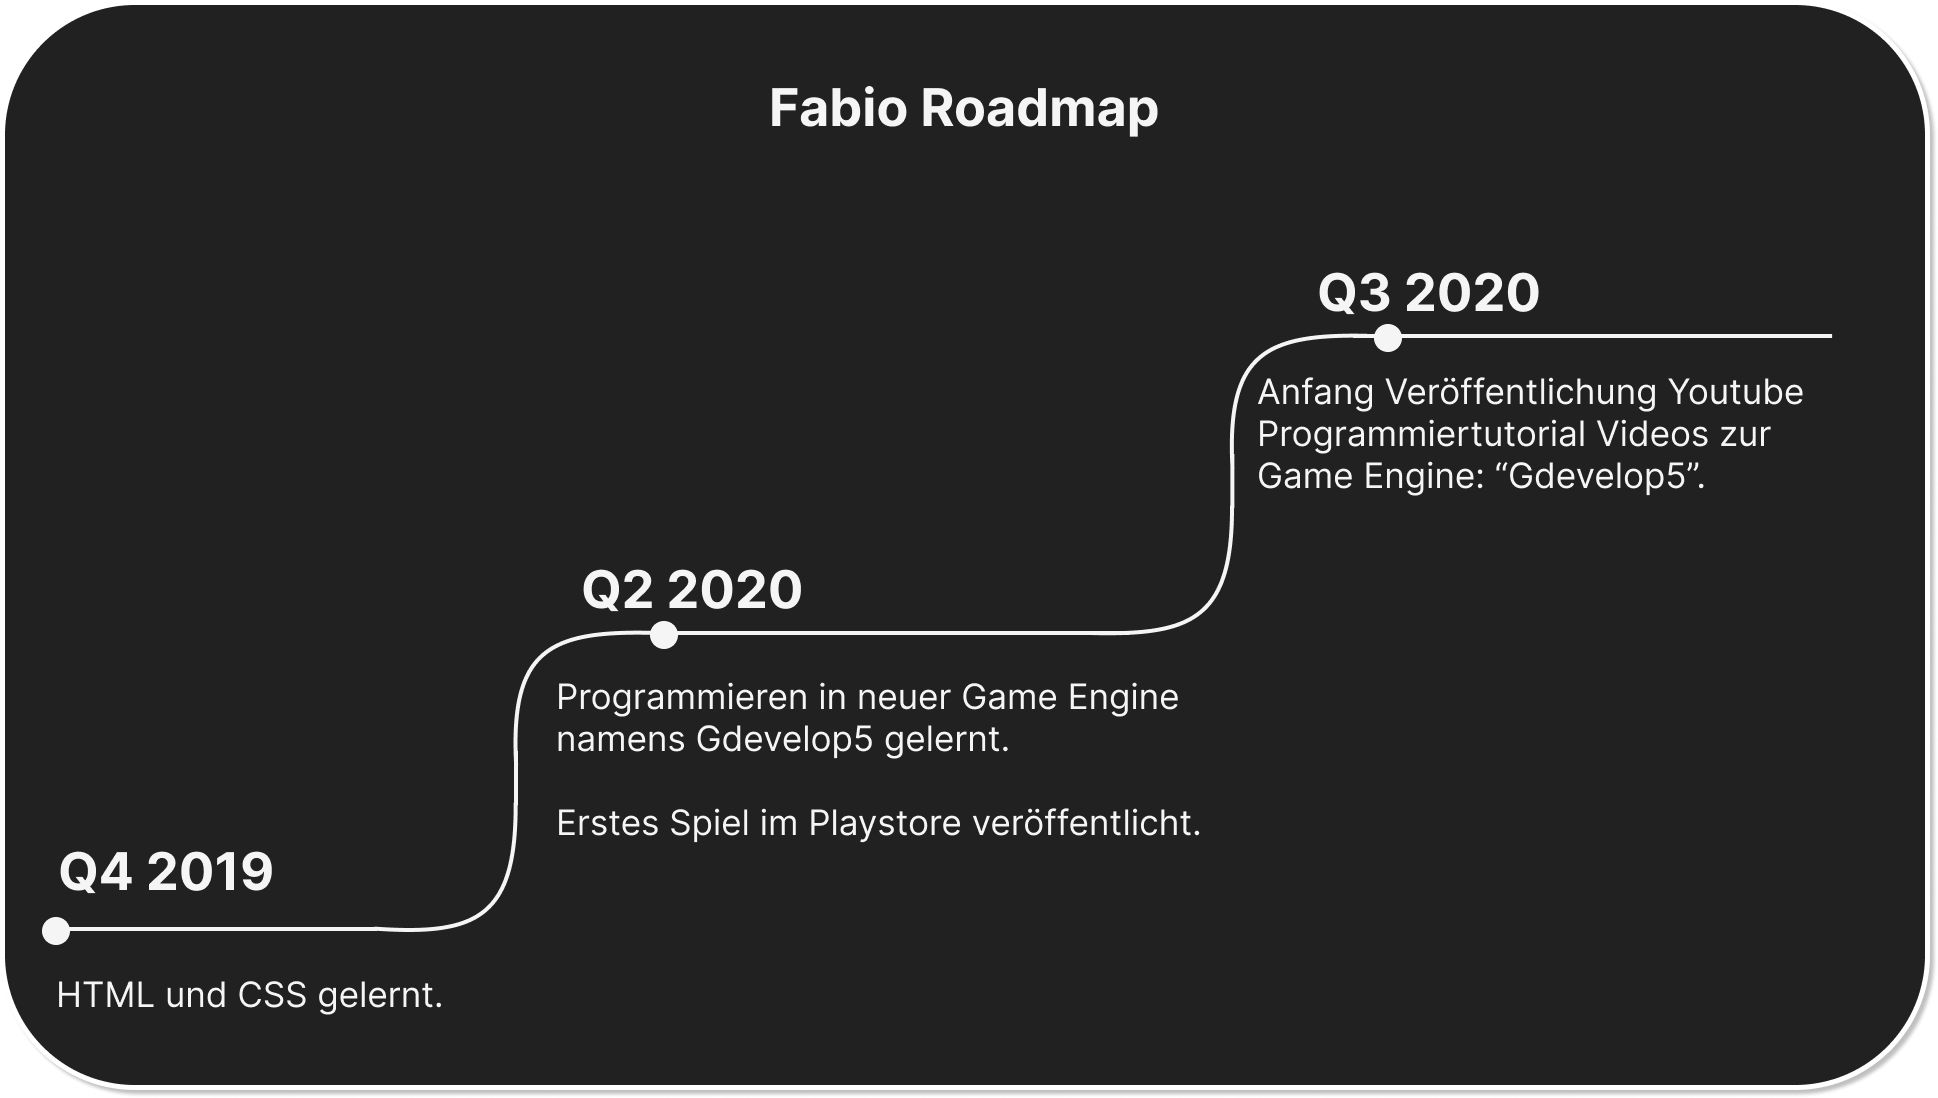 Fabio Roadmap
Q3 2020
Anfang Veröffentlichung Youtube
Programmiertutorial Videos zur
Game Engine: “Gdevelop5”.
Q2 2020
Programmieren in neuer Game Engine
namens Gdevelop5 gelernt.
Erstes Spiel im Playstore veröffentlicht.
Q4 2019
HTML und CSS gelernt.